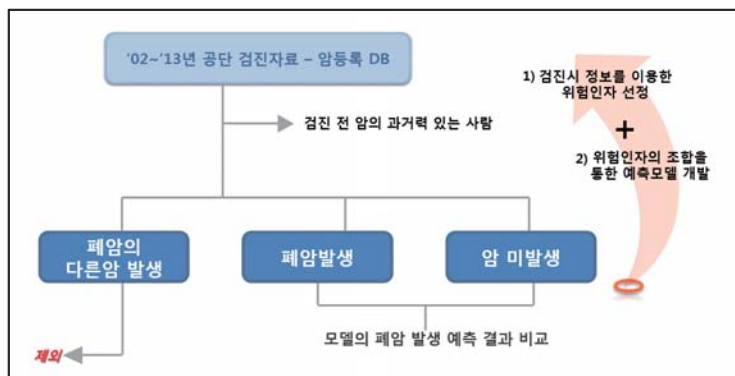 '02~'13년 공단 검진자료 – 암등록 DB
검진 전 암의 과거력 있는 사람
1) 검진시 정보를 이용한
위험인자 선정
+
2) 위험인자의 조합을
통한 예측모델 개발
폐암의
다른암 발생
폐암발생
암 미발생
모델의 폐암 발생 예측 결과 비교
제외